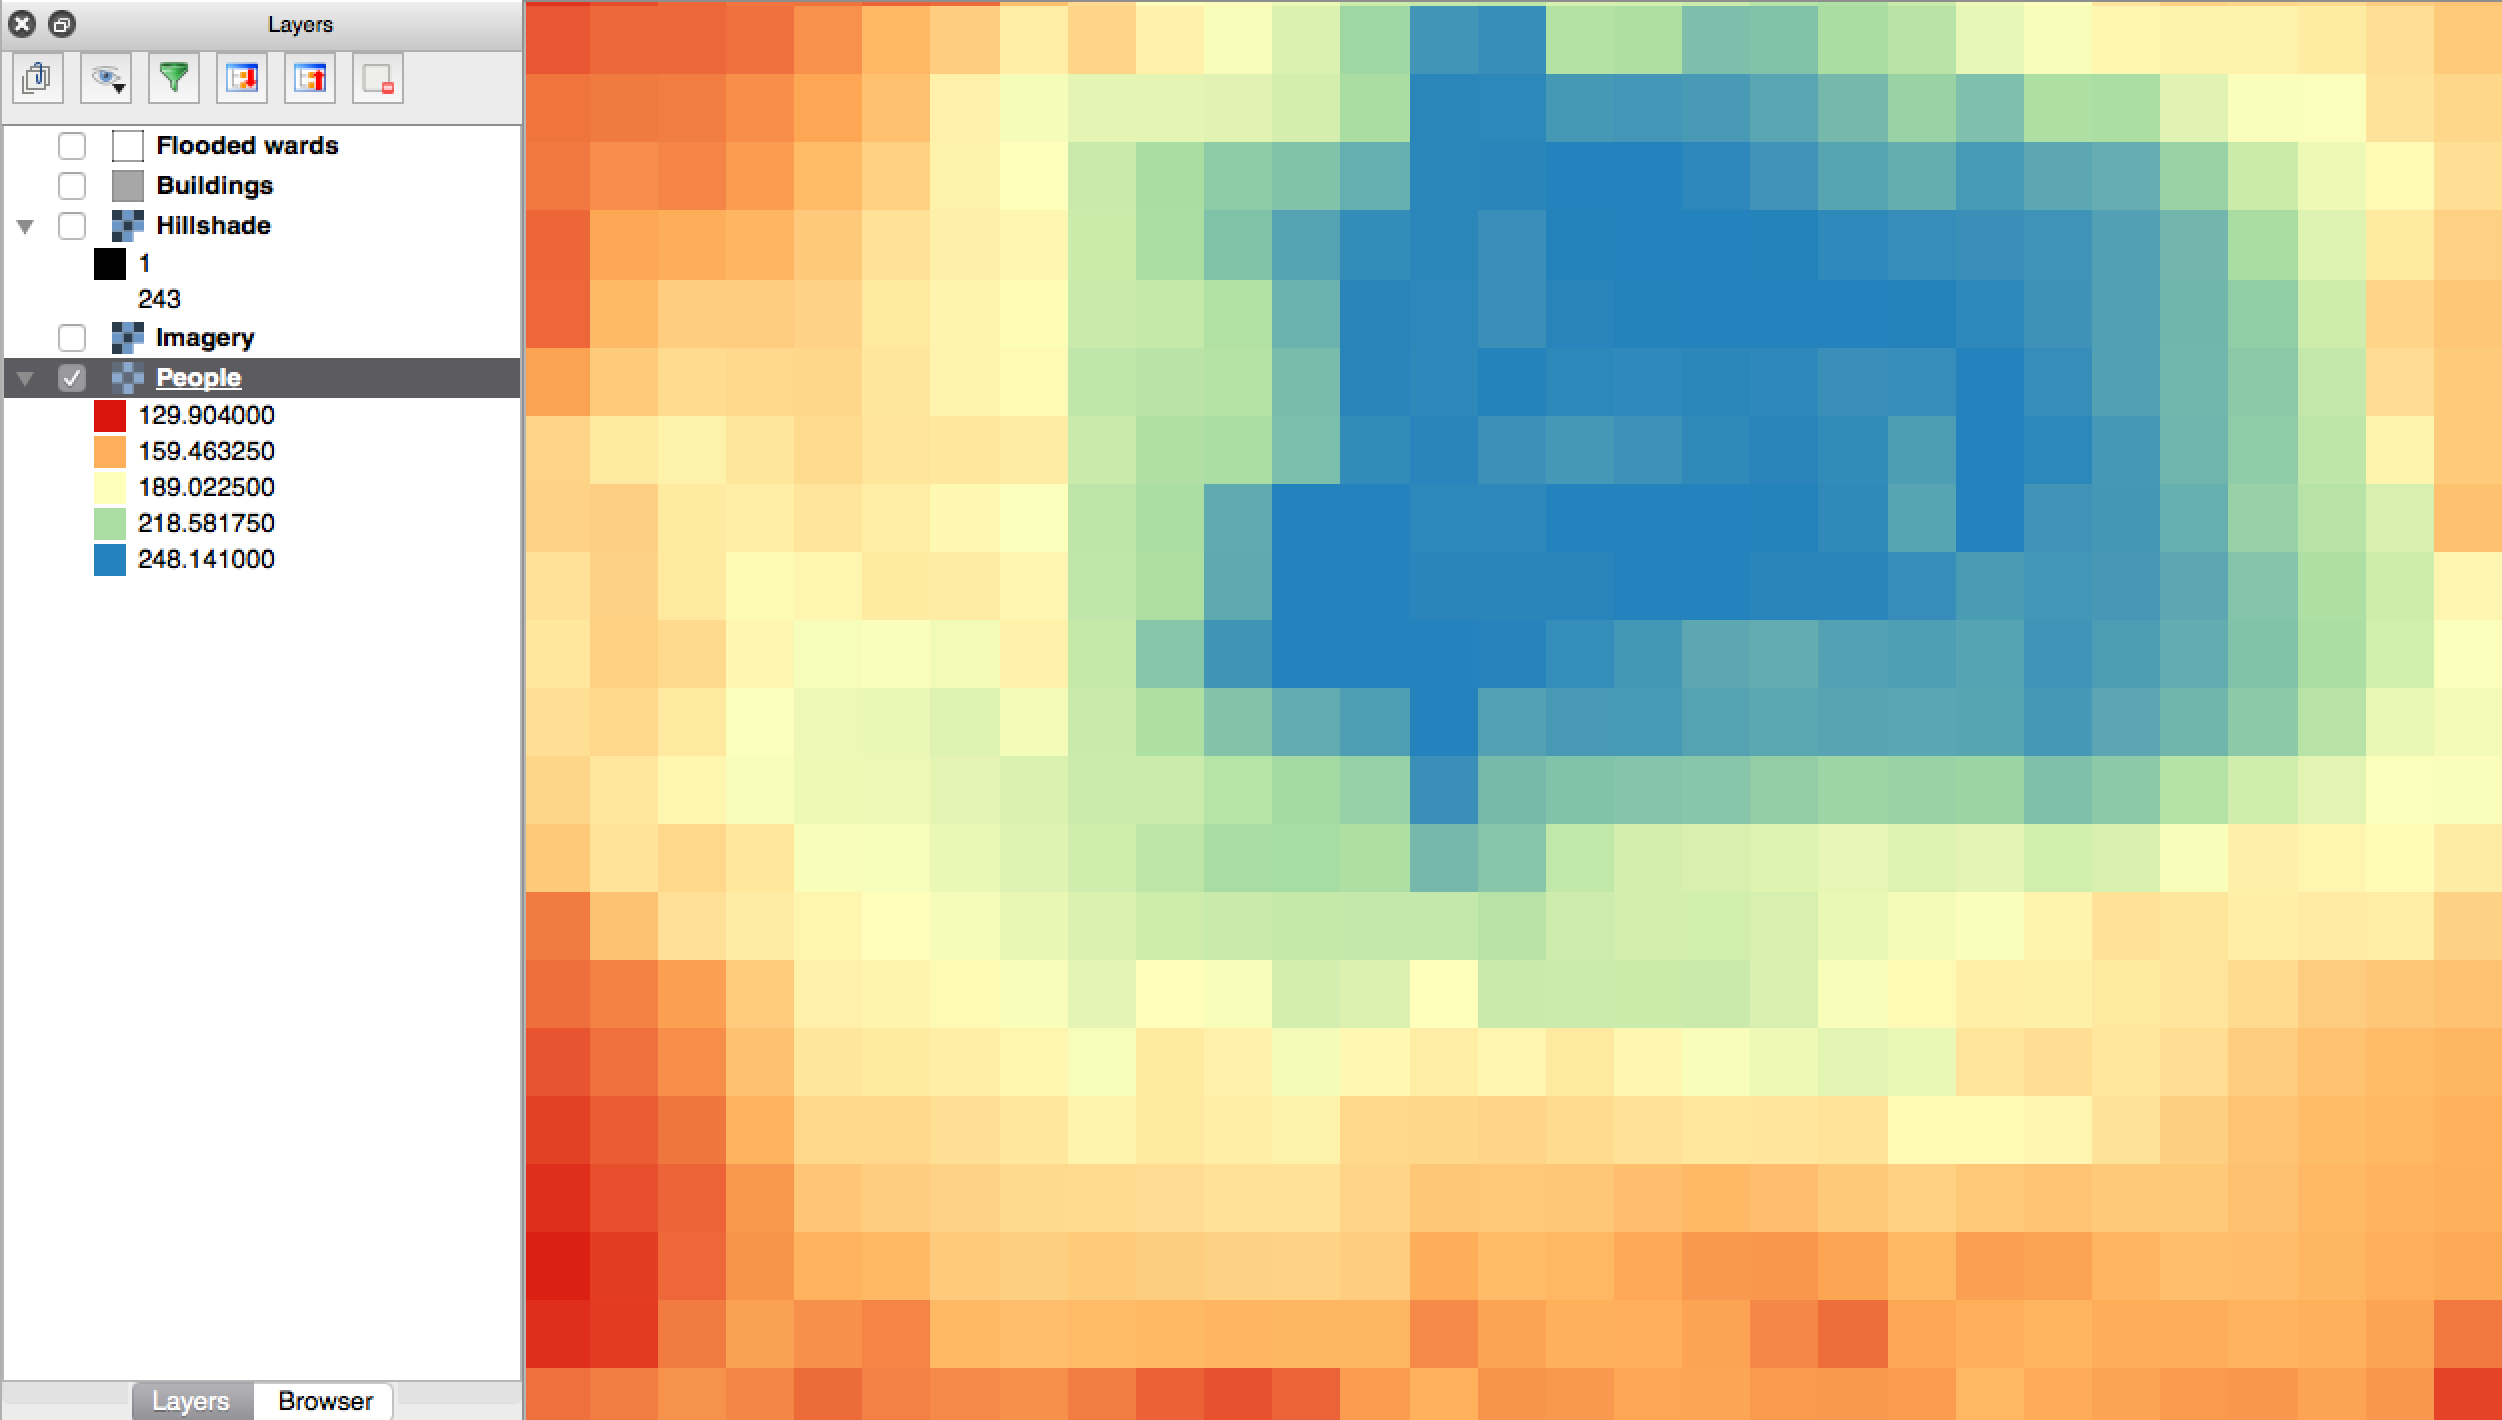 Layers
Flooded wards
Buildings
Hillshade
1
243
Imagery
People
129.904000
159.463250
189.022500
218.581750
248.141000
Layers
Browser